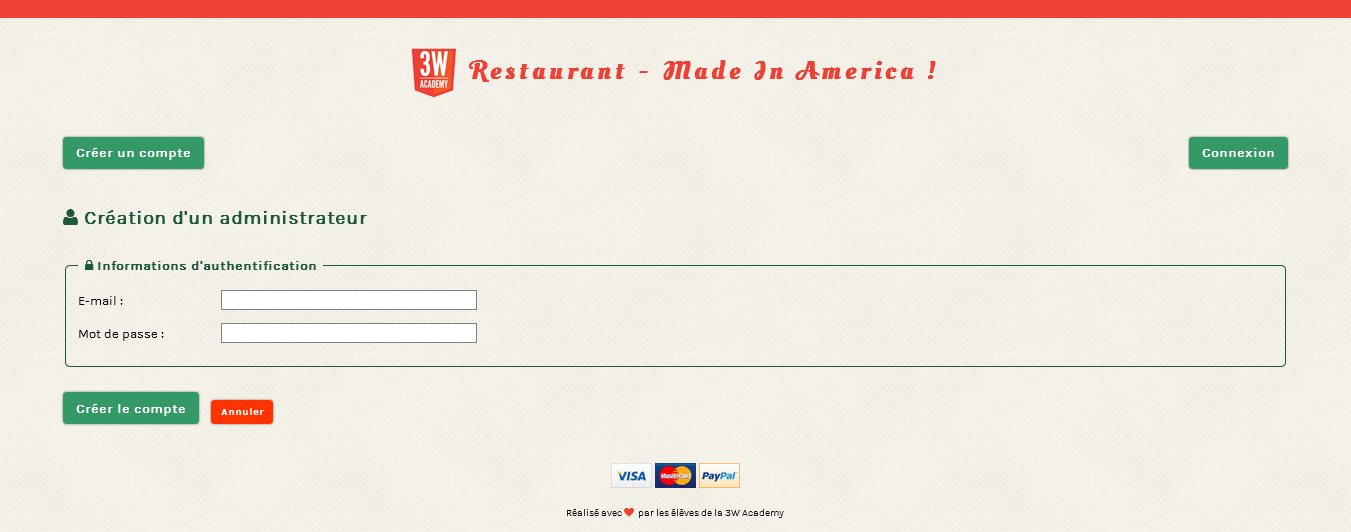 3W
ACADEMY
Restaurant - Made In America !
Créer un compte
Connexion
Création d'un administrateur
Informations d'authentification
E-mail :
Mot de passe :
Créer le compte
Annuler
VISA
MasterCard
PayPal
Réalisé avec ♥ par les élèves de la 3W Academy